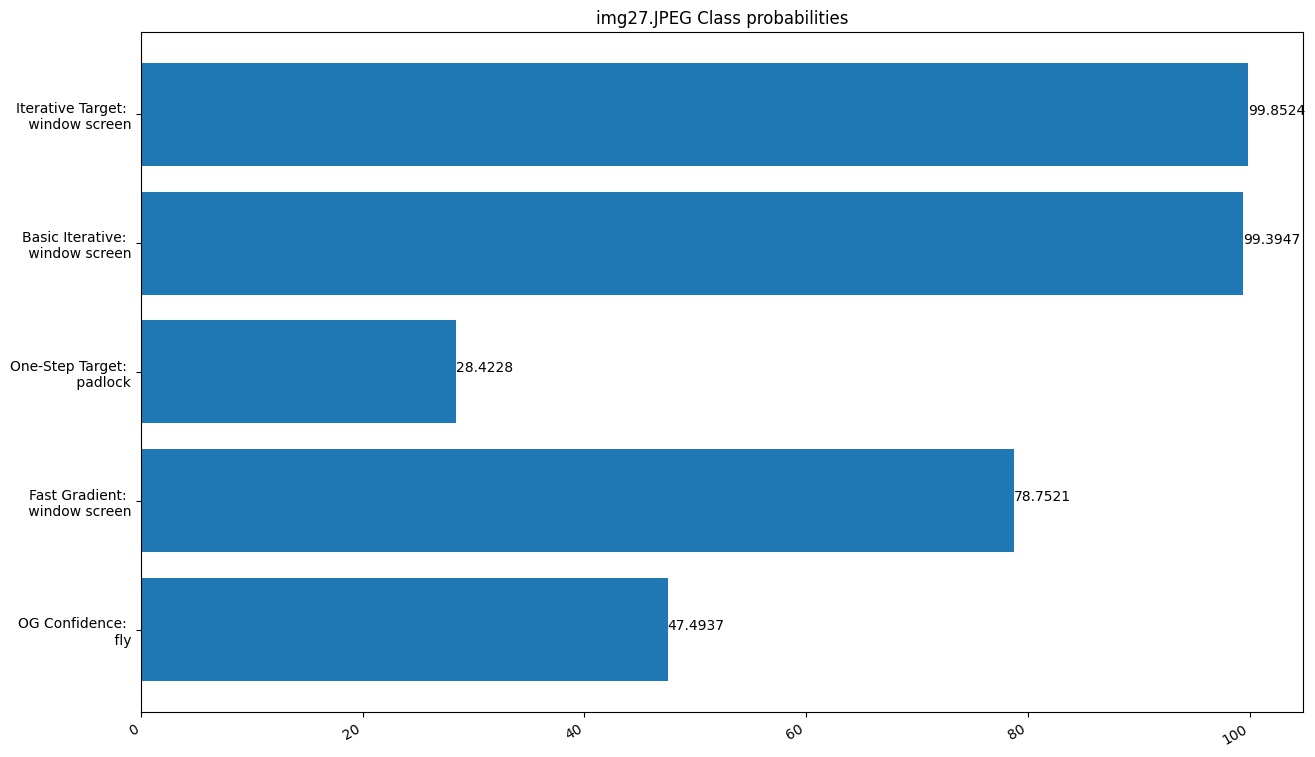 img27.JPEG Class probabilities
Iterative Target:
window screen
99.8524
Basic Iterative:
window screen
99.3947
One-Step Target:
padlock
28.4228
Fast Gradient:
window screen
78.7521
OG Confidence:
fly
47.4937
0
20
40
60
80
100